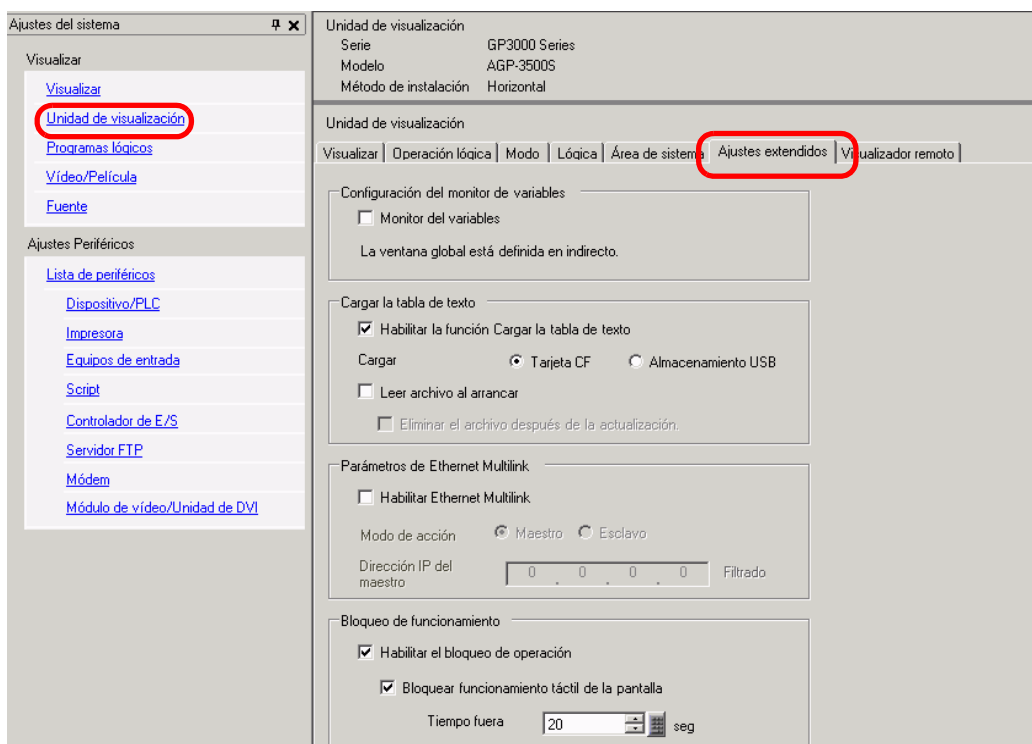 Ajustes del sistema
Visualizar
Visualizar
Unidad de visualización
Programas lógicos
Vídeo/Película
Fuente
Ajustes Periféricos
Lista de periféricos
Dispositivo/PLC
Impresora
Equipos de entrada
Script
Controlador de E/S
Servidor FTP
Módem
Módulo de vídeo/Unidad de DVI
Unidad de visualización
Serie GP3000 Series
Modelo AGP-3500S
Método de instalación Horizontal
Unidad de visualización
Visualizar Operación lógica Modo Lógica Área de sistema Ajustes extendidos Visualizador remoto
Configuración del monitor de variables
Monitor del variables
La ventana global está definida en indirecto.
Cargar la tabla de texto
Habilitar la función Cargar la tabla de texto
Cargar Tarjeta CF Almacenamiento USB
Leer archivo al arrancar
Eliminar el archivo después de la actualización.
Parámetros de Ethernet Multilink
Habilitar Ethernet Multilink
Modo de acción Maestro Esclavo
Dirección IP del
maestro 0 . 0 . 0 . 0 Filtrado
Bloqueo de funcionamiento
Habilitar el bloqueo de operación
Bloquear funcionamiento táctil de la pantalla
Tiempo fuera 20 seg